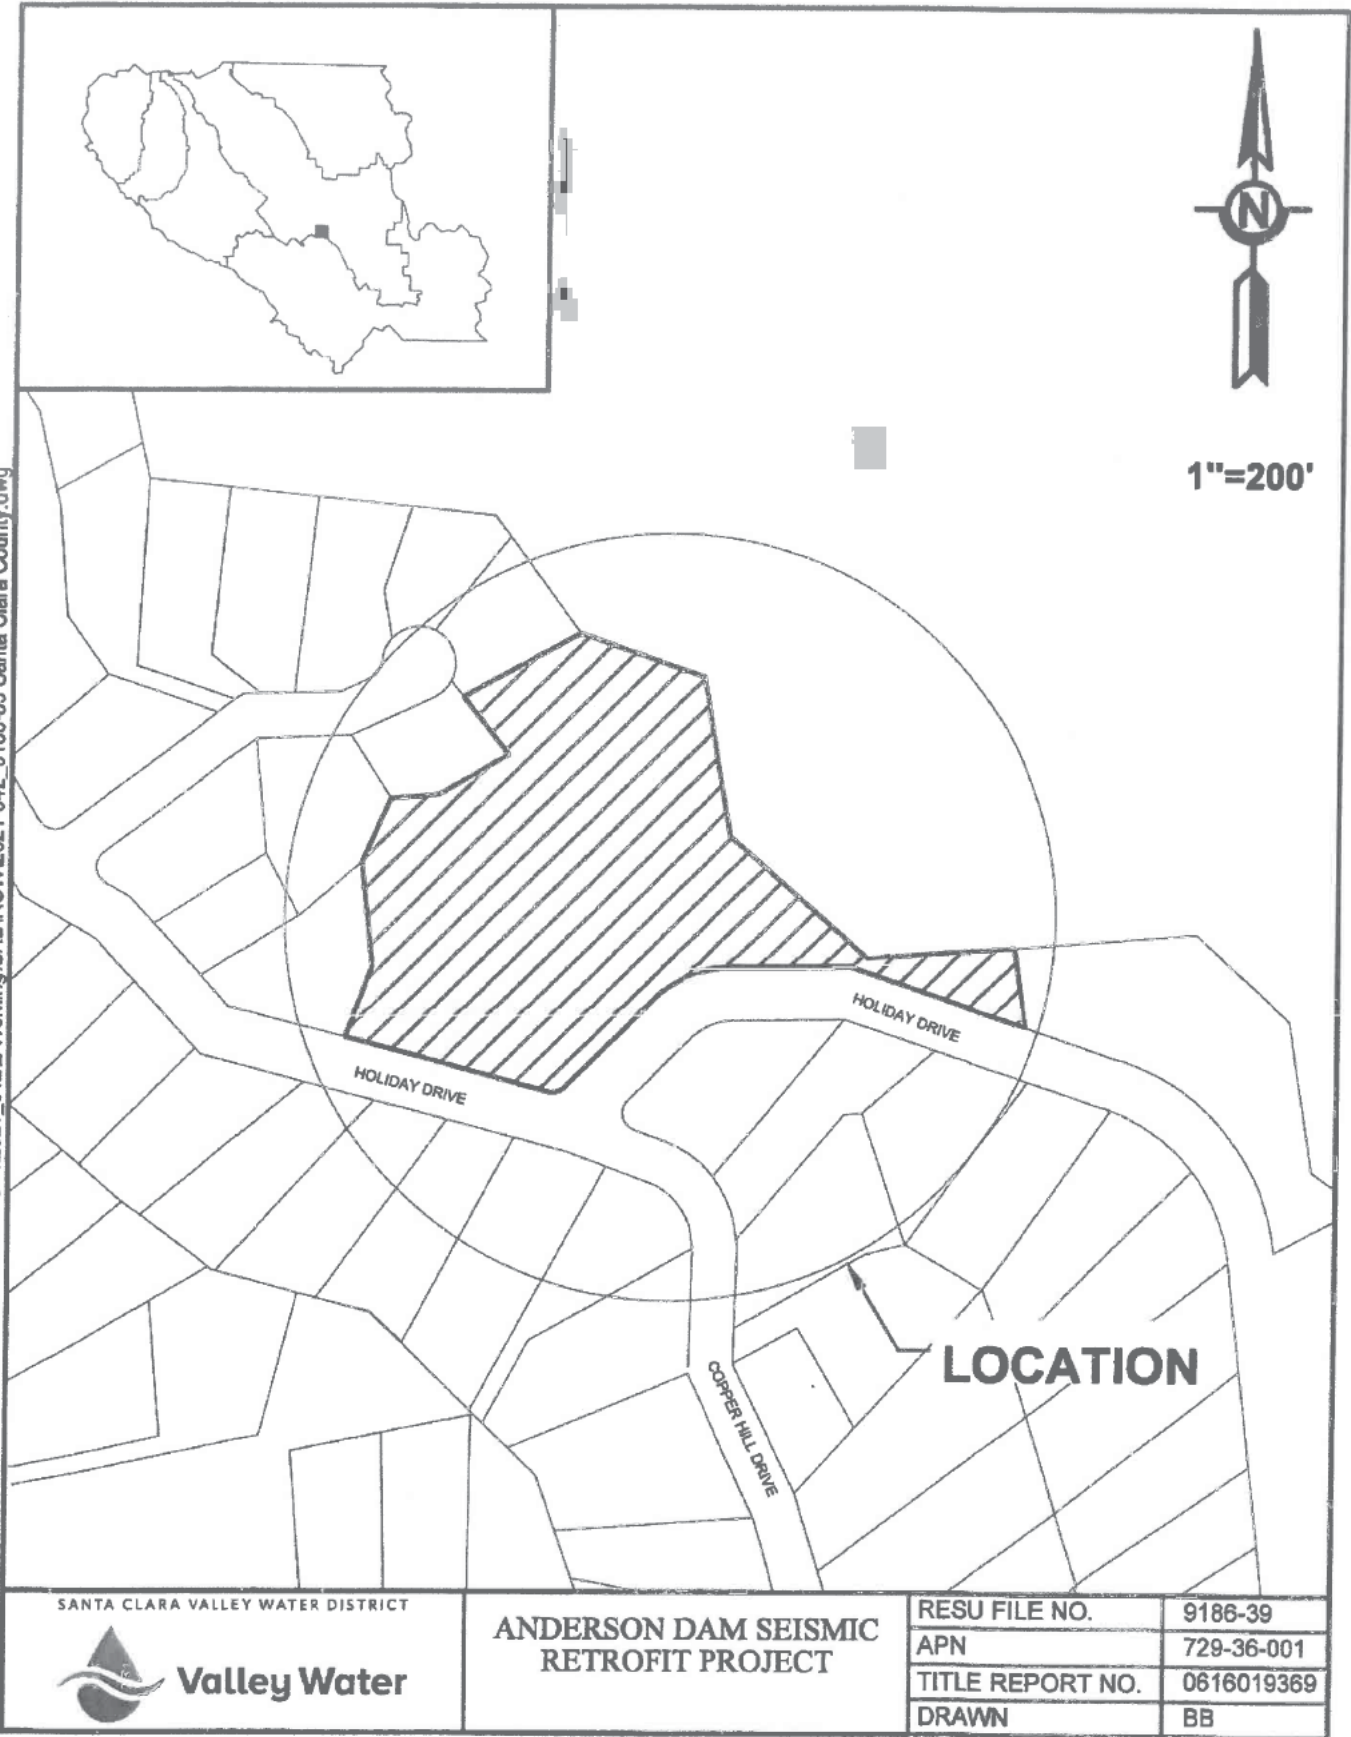 N
1"=200'
HOLIDAY DRIVE
HOLIDAY DRIVE
LOCATION
COPPER HILL DRIVE
SANTA CLARA VALLEY WATER DISTRICT
Valley Water
ANDERSON DAM SEISMIC
RETROFIT PROJECT
RESU FILE NO. 9186-39
APN 729-36-001
TITLE REPORT NO. 0616019369
DRAWN BB